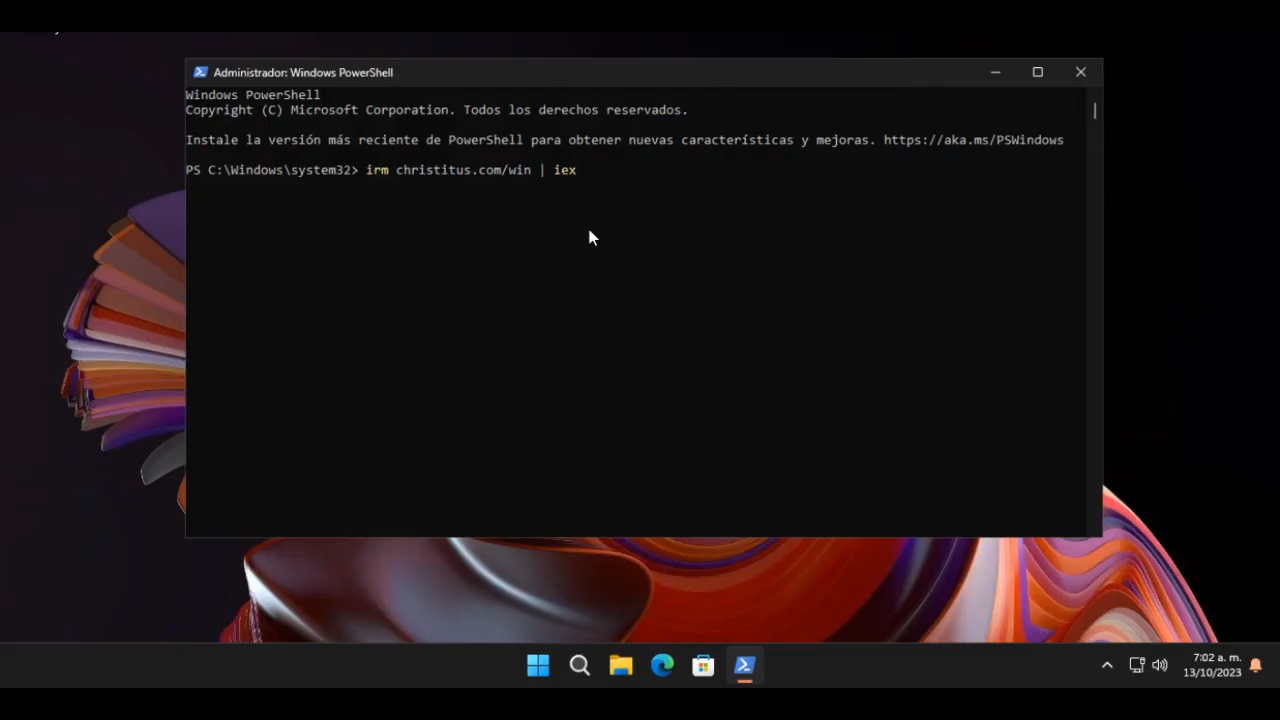 Administrador: Windows PowerShell
Windows PowerShell
Copyright (C) Microsoft Corporation. Todos los derechos reservados.
Instale la versión más reciente de PowerShell para obtener nuevas características y mejoras. https://aka.ms/PSWindows
PS C:\Windows\system32> irm christitus.com/win | iex
7:02 a. m.
13/10/2023